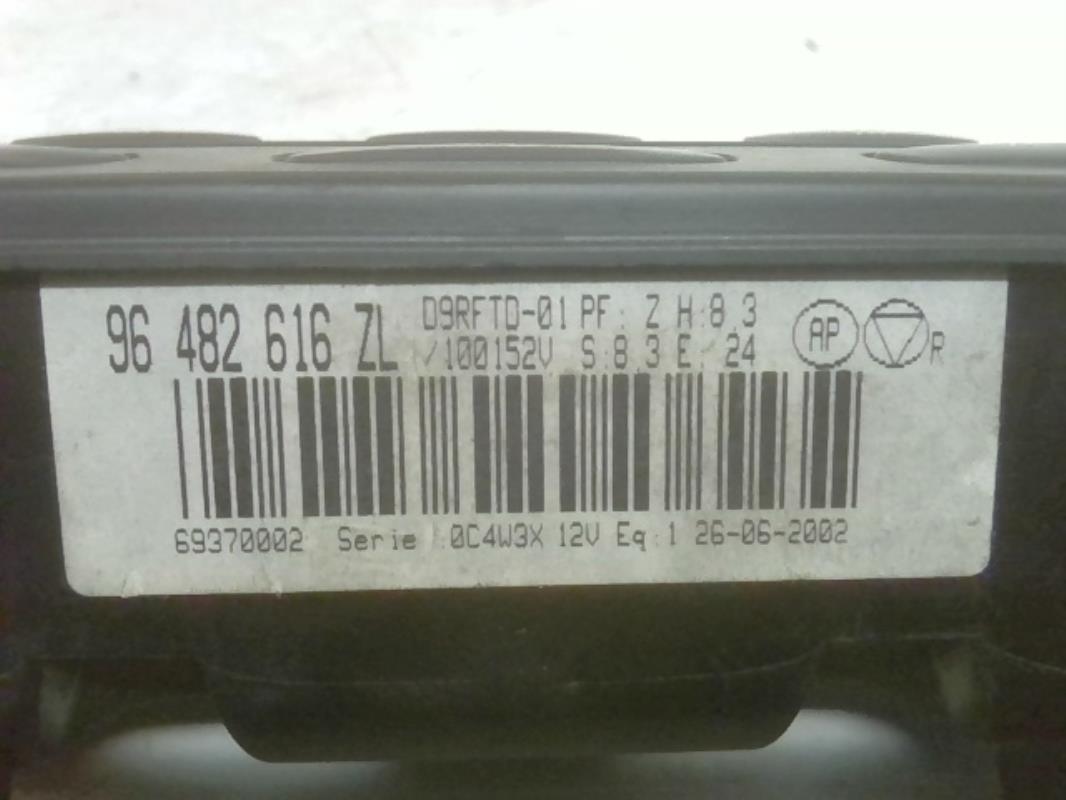 96 482 616 ZL D9RFTD-01 PF: Z H:8,3
/100152V S:8,3 E: 24
AP R
69370002 Serie :0C4W3X 12V Eq:1 26-06-2002